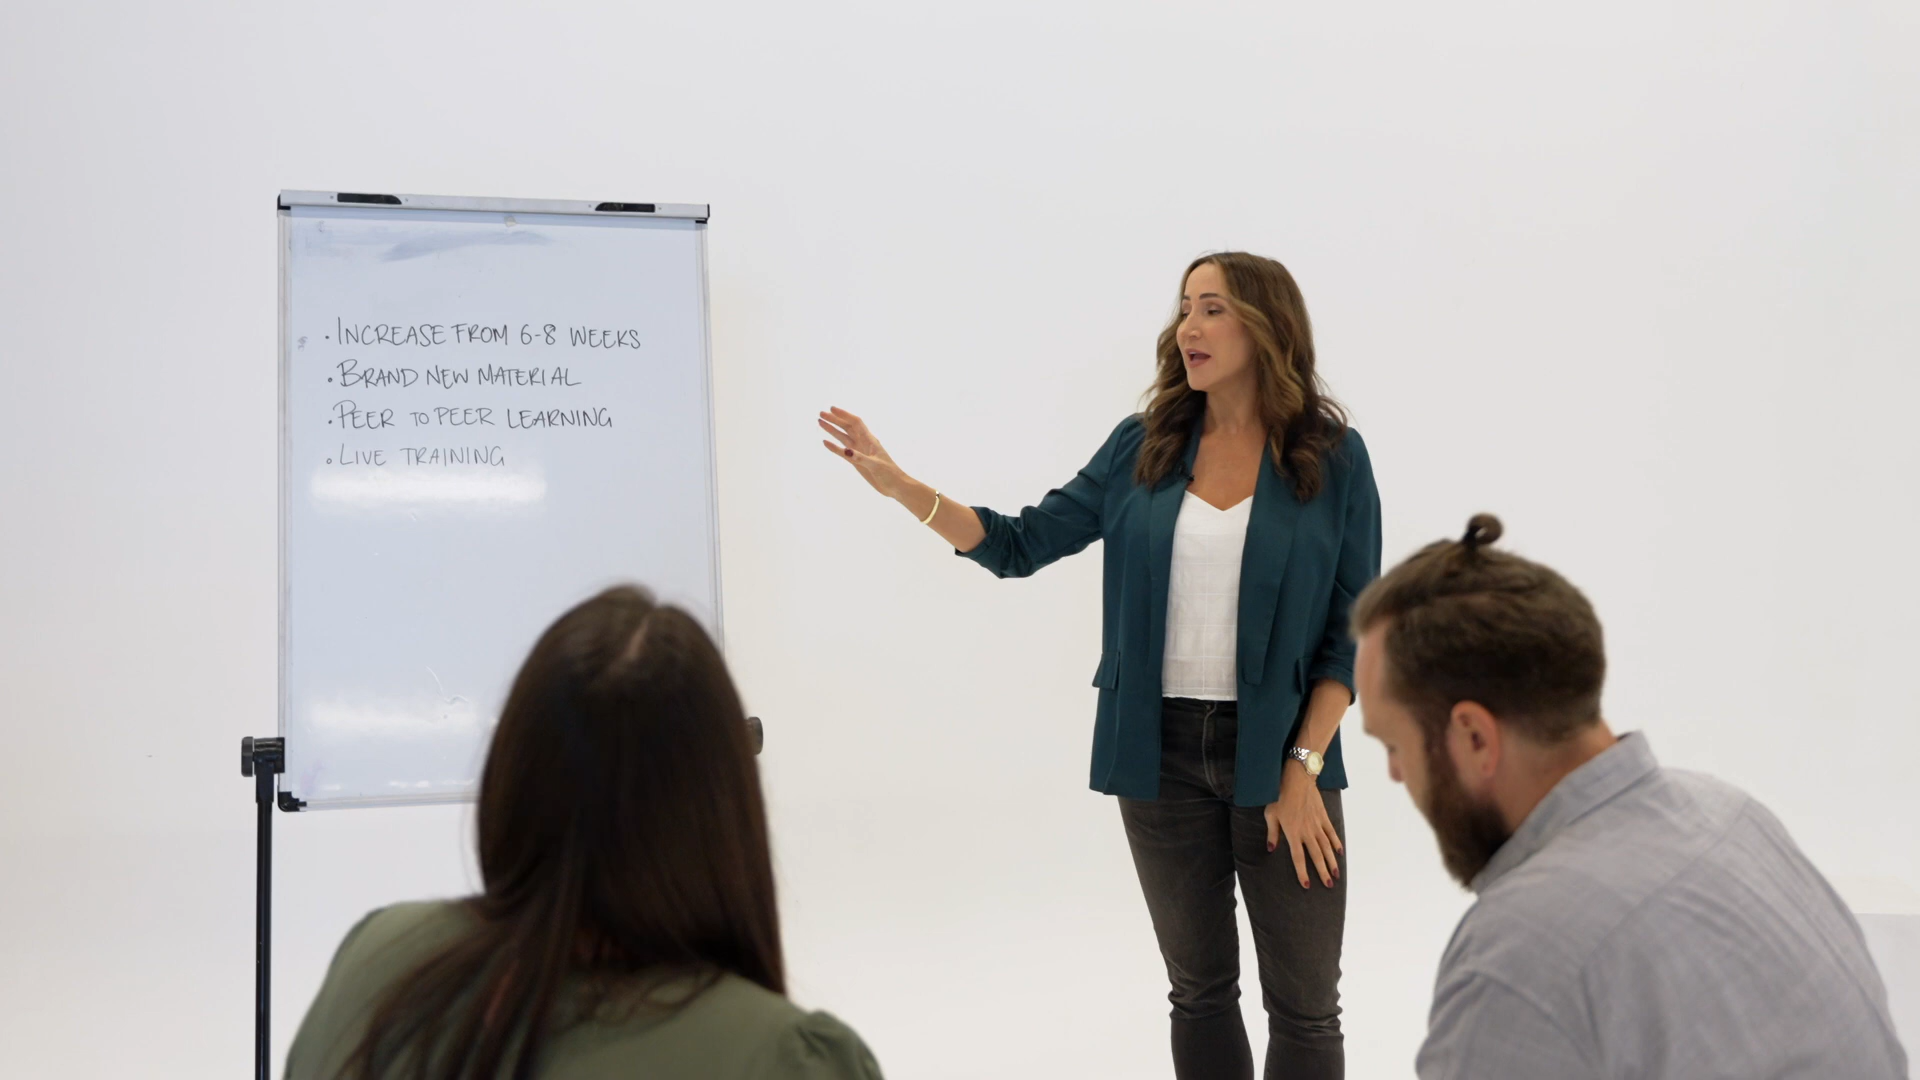 • INCREASE FROM 6-8 WEEKS
• BRAND NEW MATERIAL
• PEER TO PEER LEARNING
• LIVE TRAINING